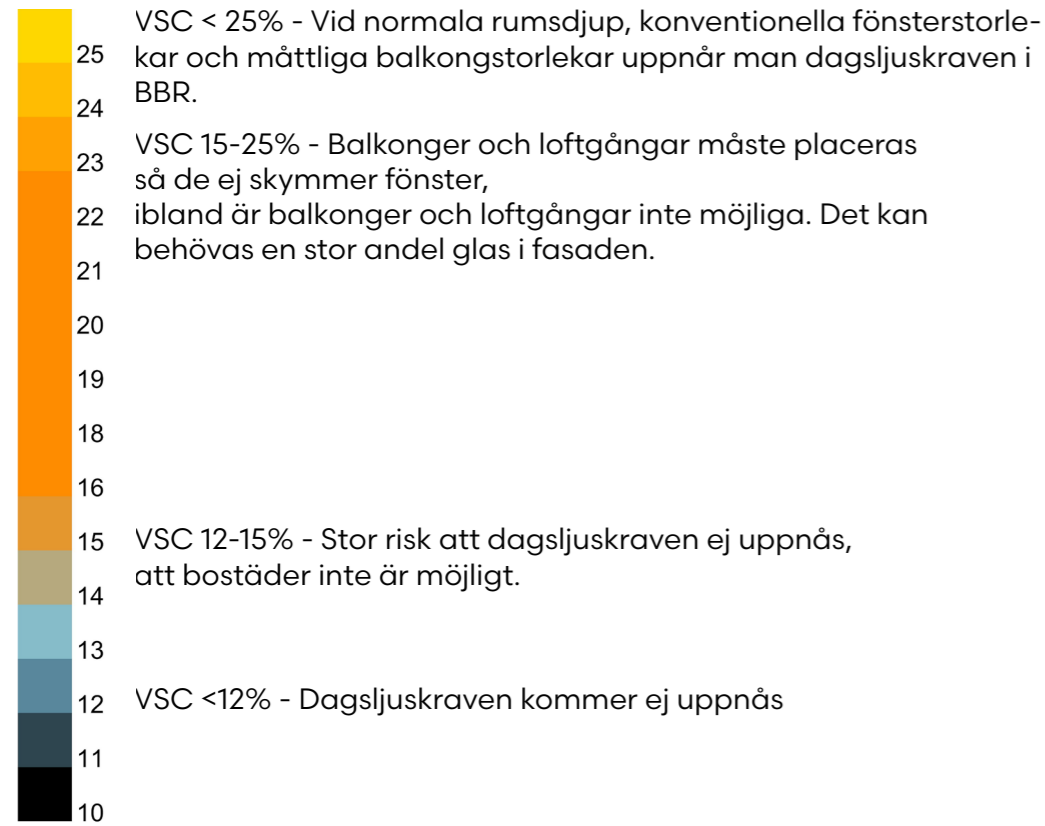 VSC < 25% - Vid normala rumsdjup, konventionella fönsterstorle-
kar och måttliga balkongstorlekar uppnår man dagsljuskraven i
BBR.
VSC 15-25% - Balkonger och loftgångar måste placeras
så de ej skymmer fönster,
ibland är balkonger och loftgångar inte möjliga. Det kan
behövas en stor andel glas i fasaden.
VSC 12-15% - Stor risk att dagsljuskraven ej uppnås,
att bostäder inte är möjligt.
VSC <12% - Dagsljuskraven kommer ej uppnås
25
24
23
22
21
20
19
18
16
15
14
13
12
11
10